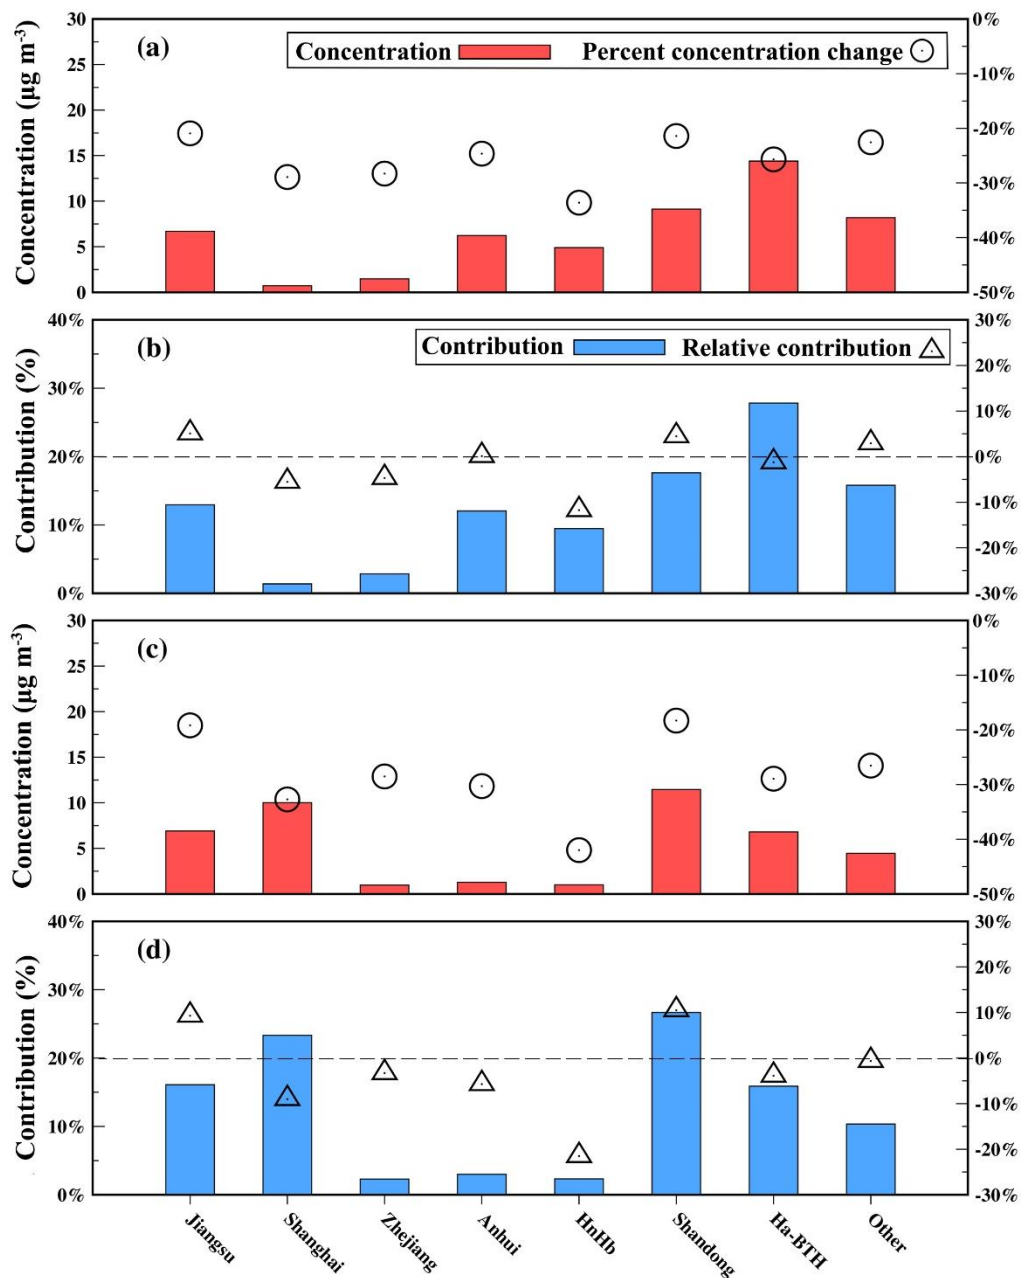 (a)
Concentration Percent concentration change
Concentration (µg m-3)
30
25
20
15
10
5
0
0%
-10%
-20%
-30%
-40%
-50%
(b)
Contribution Relative contribution
Contribution (%)
40%
30%
20%
10%
0%
30%
20%
10%
0%
-10%
-20%
-30%
(c)
Concentration (µg m-3)
30
25
20
15
10
5
0
0%
-10%
-20%
-30%
-40%
-50%
(d)
Contribution (%)
40%
30%
20%
10%
0%
30%
20%
10%
0%
-10%
-20%
-30%
Jiangsu
Shanghai
Zhejiang
Anhui
HnHb
Shandong
Ha-BTH
Other